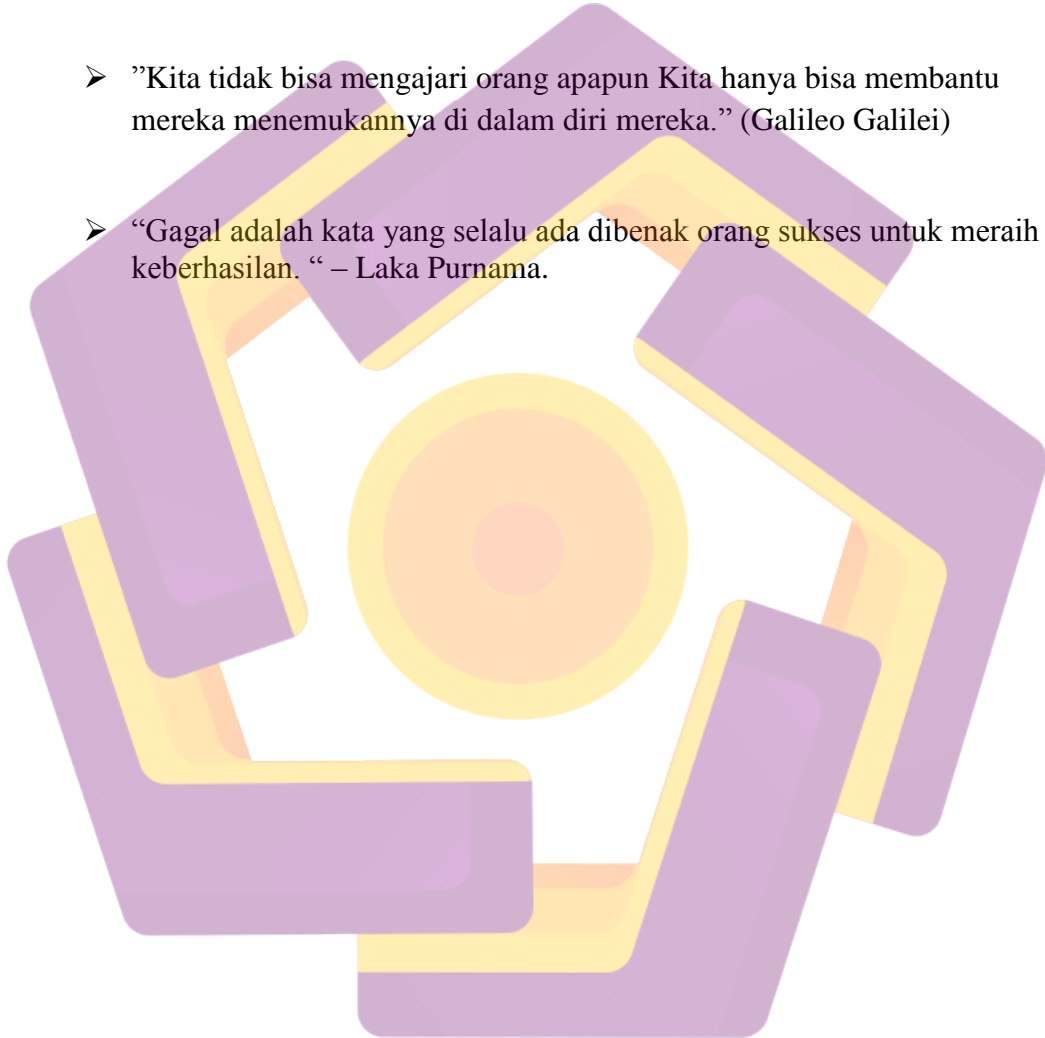 ➢ ”Kita tidak bisa mengajari orang apapun Kita hanya bisa membantu
mereka menemukannya di dalam diri mereka.” (Galileo Galilei)
➢ “Gagal adalah kata yang selalu ada dibenak orang sukses untuk meraih
keberhasilan. “ – Laka Purnama.